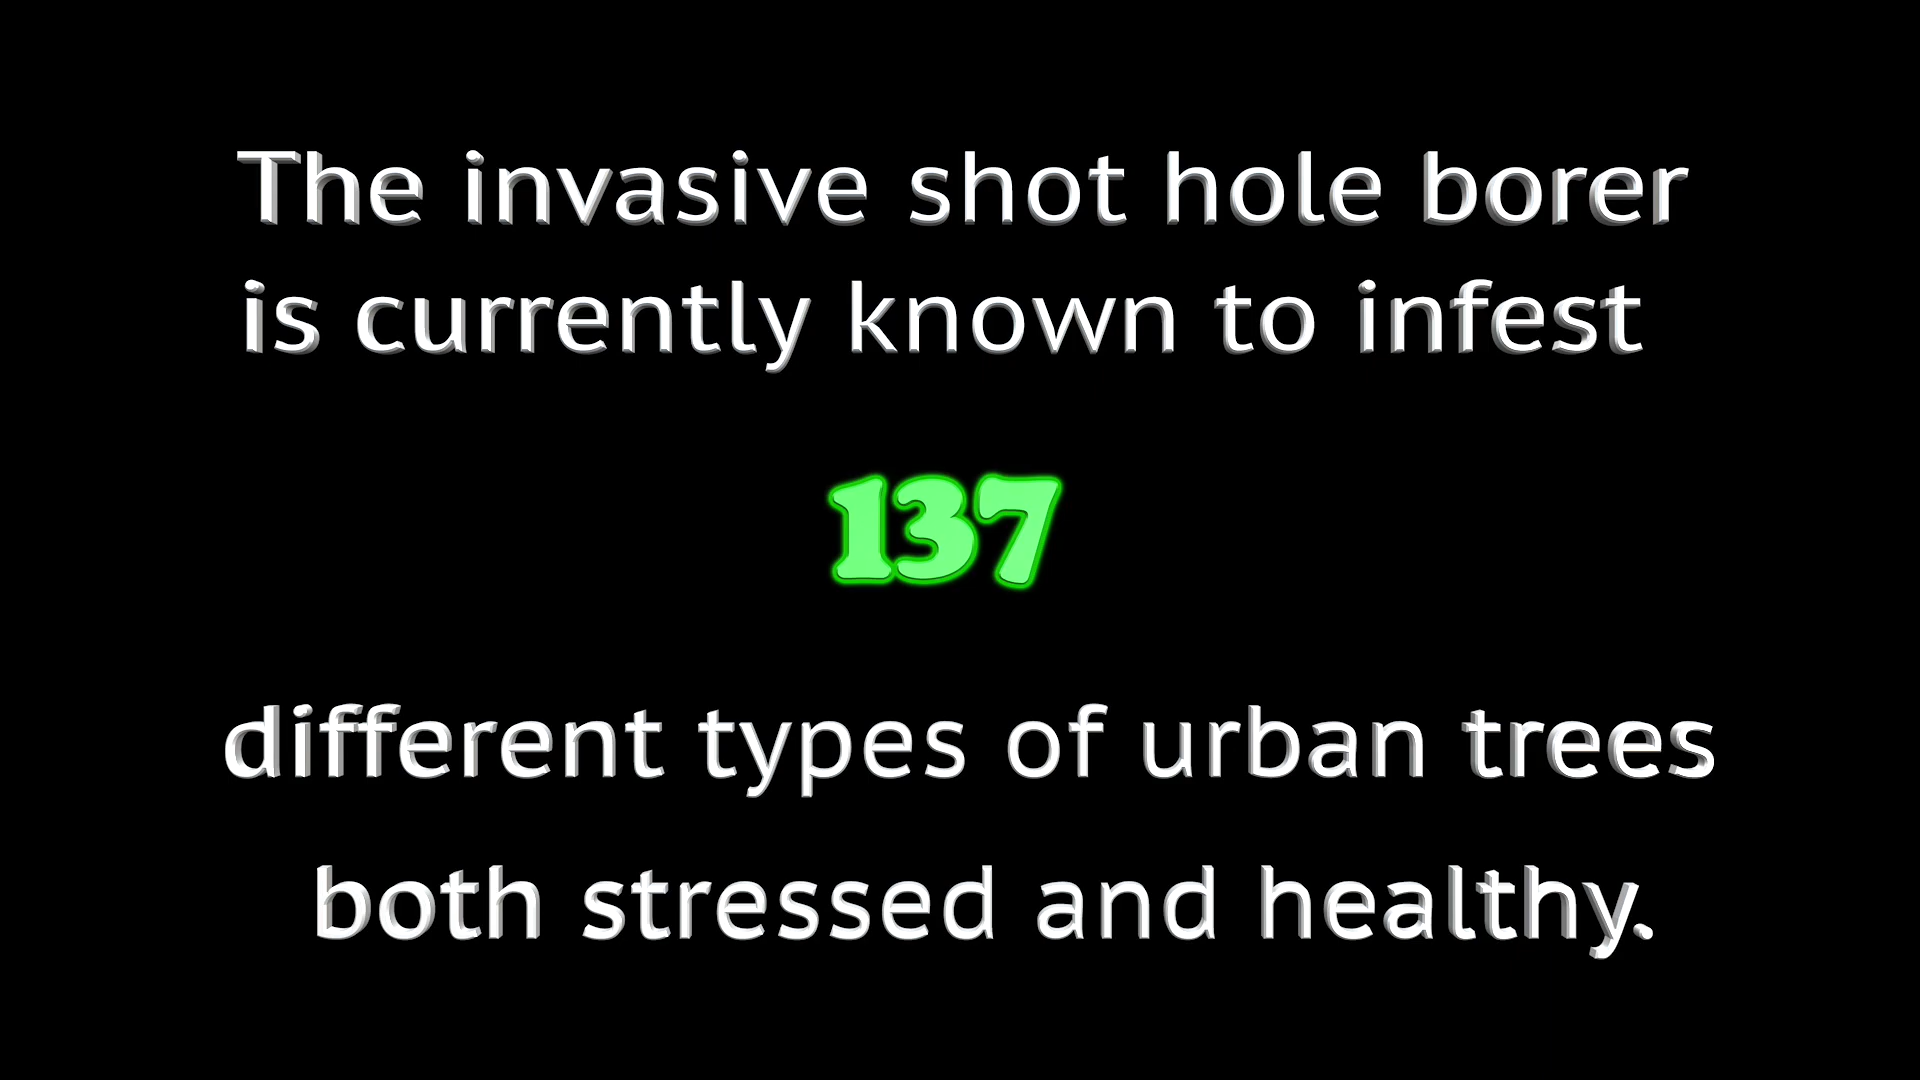 The invasive shot hole borer
is currently known to infest
137
different types of urban trees
both stressed and healthy.